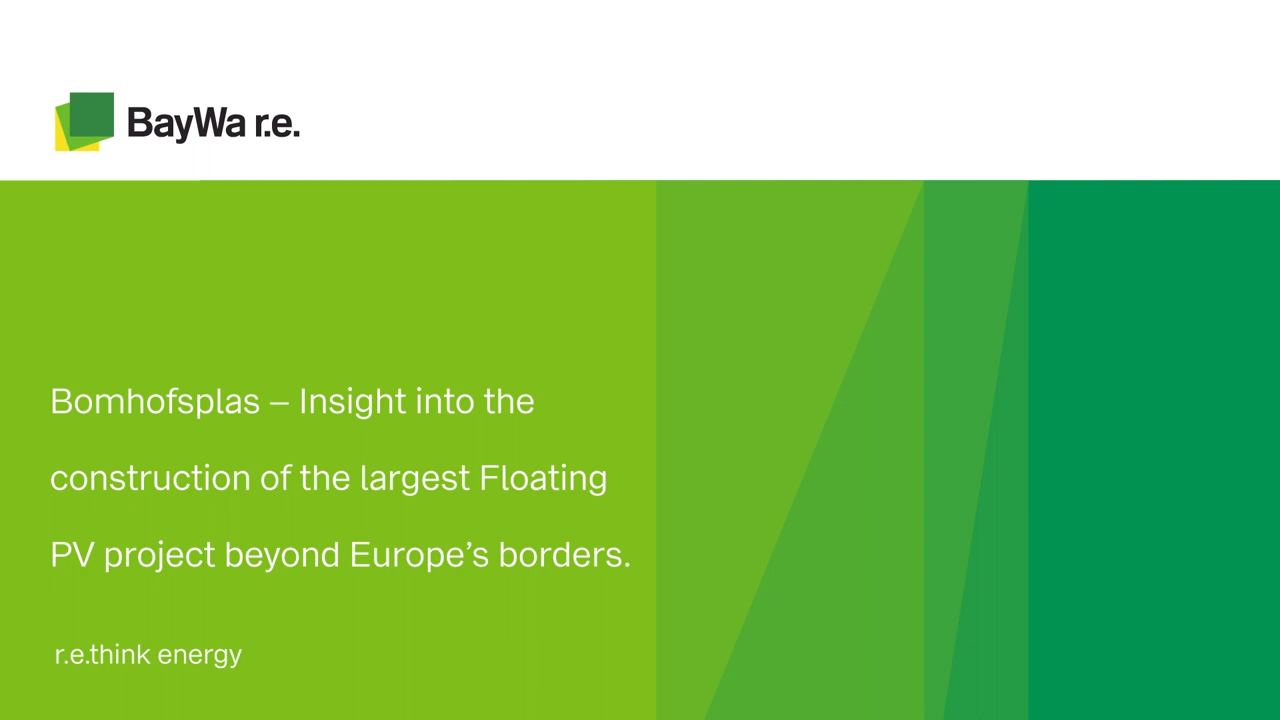 BayWa r.e.
Bomhofsplas – Insight into the
construction of the largest Floating
PV project beyond Europe’s borders.
r.e.think energy